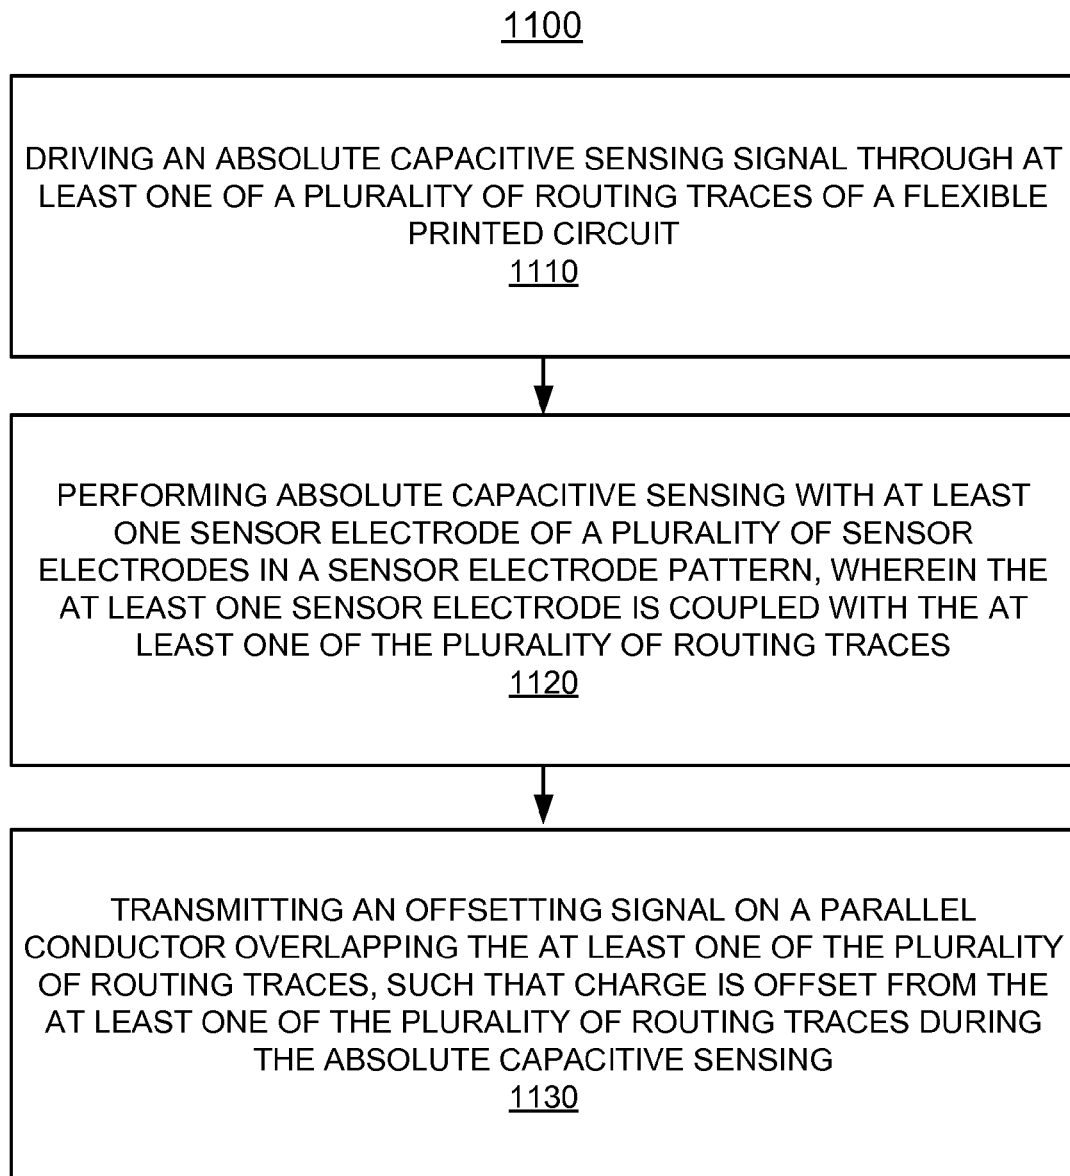 1100
DRIVING AN ABSOLUTE CAPACITIVE SENSING SIGNAL THROUGH AT
LEAST ONE OF A PLURALITY OF ROUTING TRACES OF A FLEXIBLE
PRINTED CIRCUIT
1110
PERFORMING ABSOLUTE CAPACITIVE SENSING WITH AT LEAST
ONE SENSOR ELECTRODE OF A PLURALITY OF SENSOR
ELECTRODES IN A SENSOR ELECTRODE PATTERN, WHEREIN THE
AT LEAST ONE SENSOR ELECTRODE IS COUPLED WITH THE AT
LEAST ONE OF THE PLURALITY OF ROUTING TRACES
1120
TRANSMITTING AN OFFSETTING SIGNAL ON A PARALLEL
CONDUCTOR OVERLAPPING THE AT LEAST ONE OF THE PLURALITY
OF ROUTING TRACES, SUCH THAT CHARGE IS OFFSET FROM THE
AT LEAST ONE OF THE PLURALITY OF ROUTING TRACES DURING
THE ABSOLUTE CAPACITIVE SENSING
1130